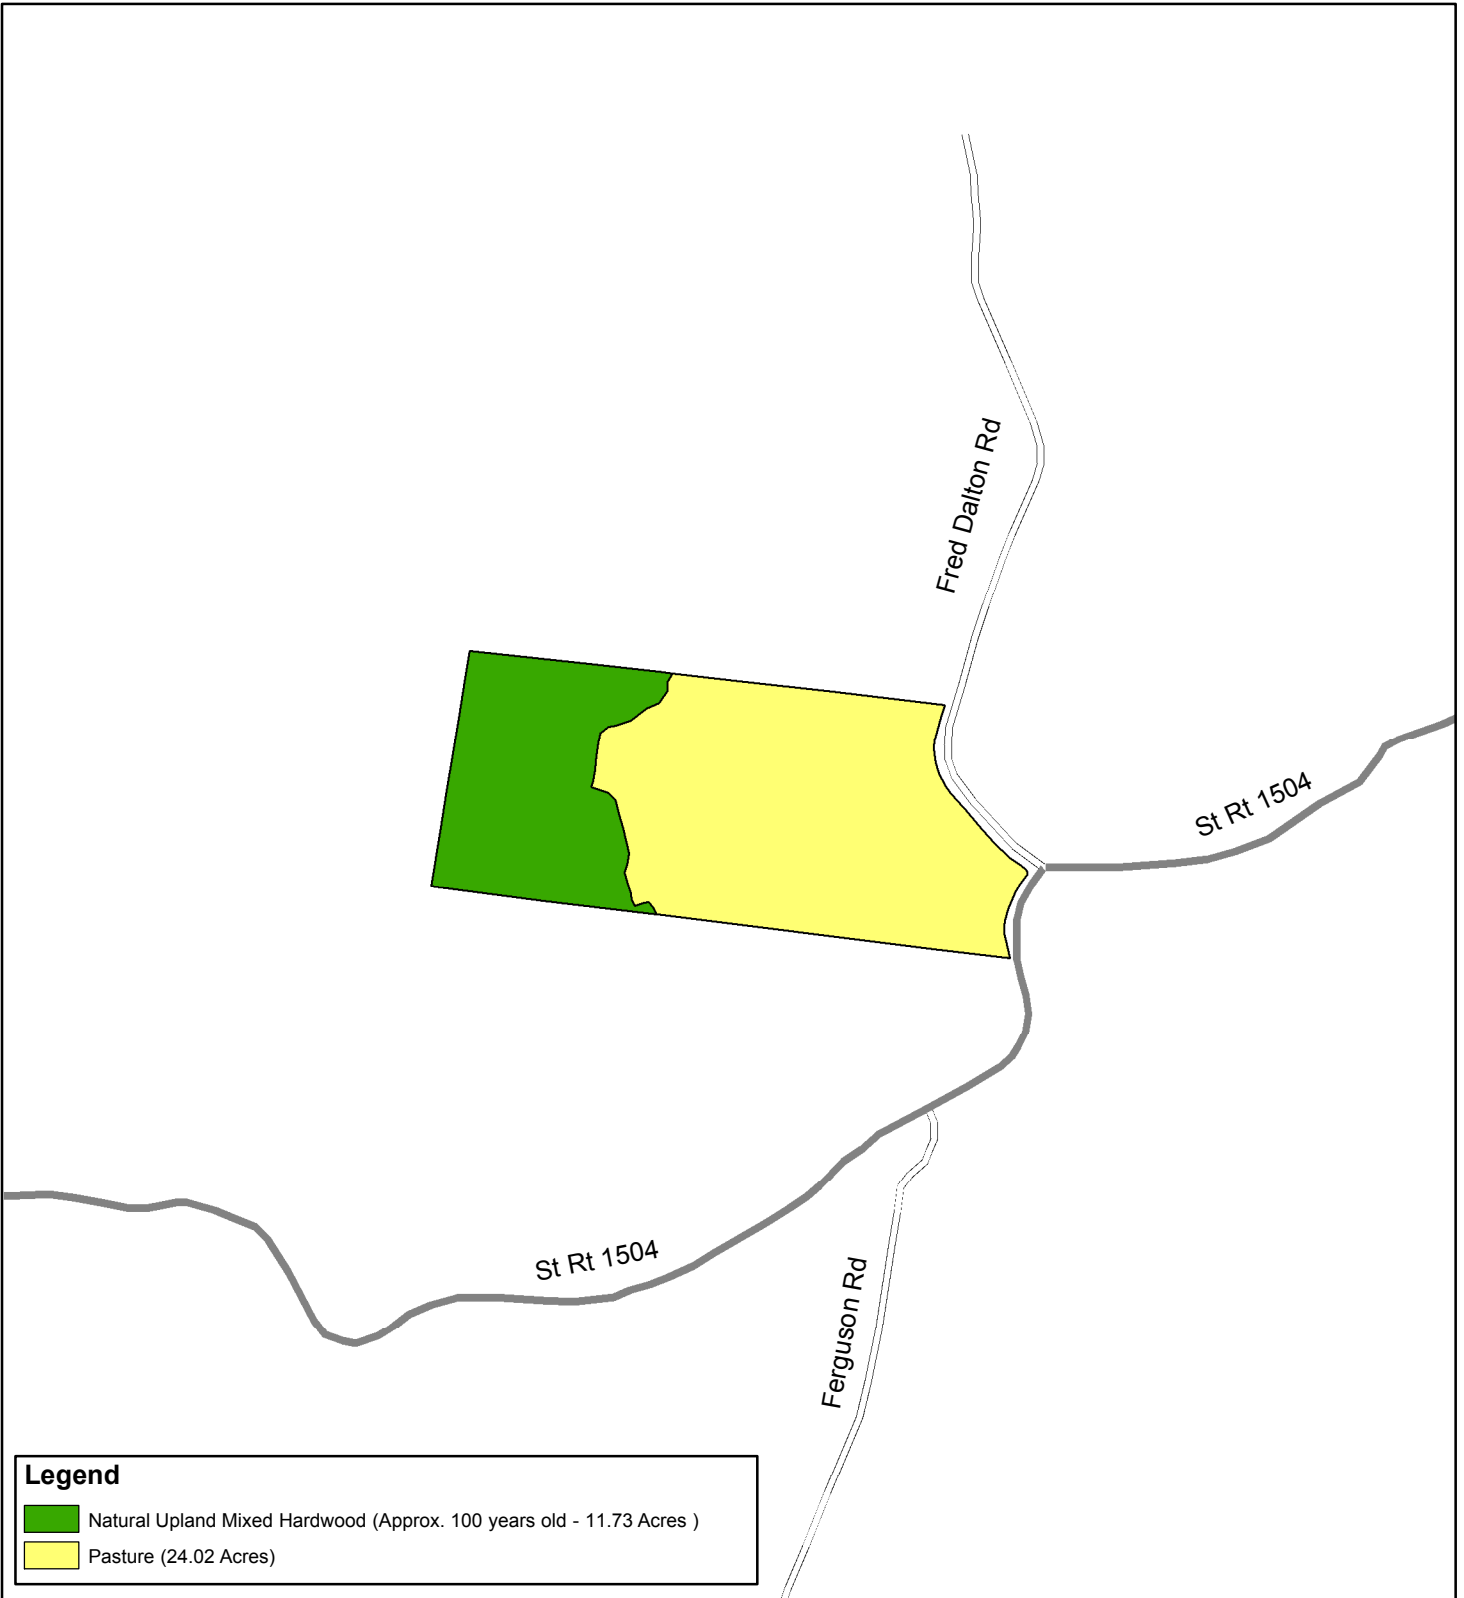 Fred Dalton Rd
St Rt 1504
St Rt 1504
Ferguson Rd
Legend
Natural Upland Mixed Hardwood (Approx. 100 years old - 11.73 Acres )
Pasture (24.02 Acres)